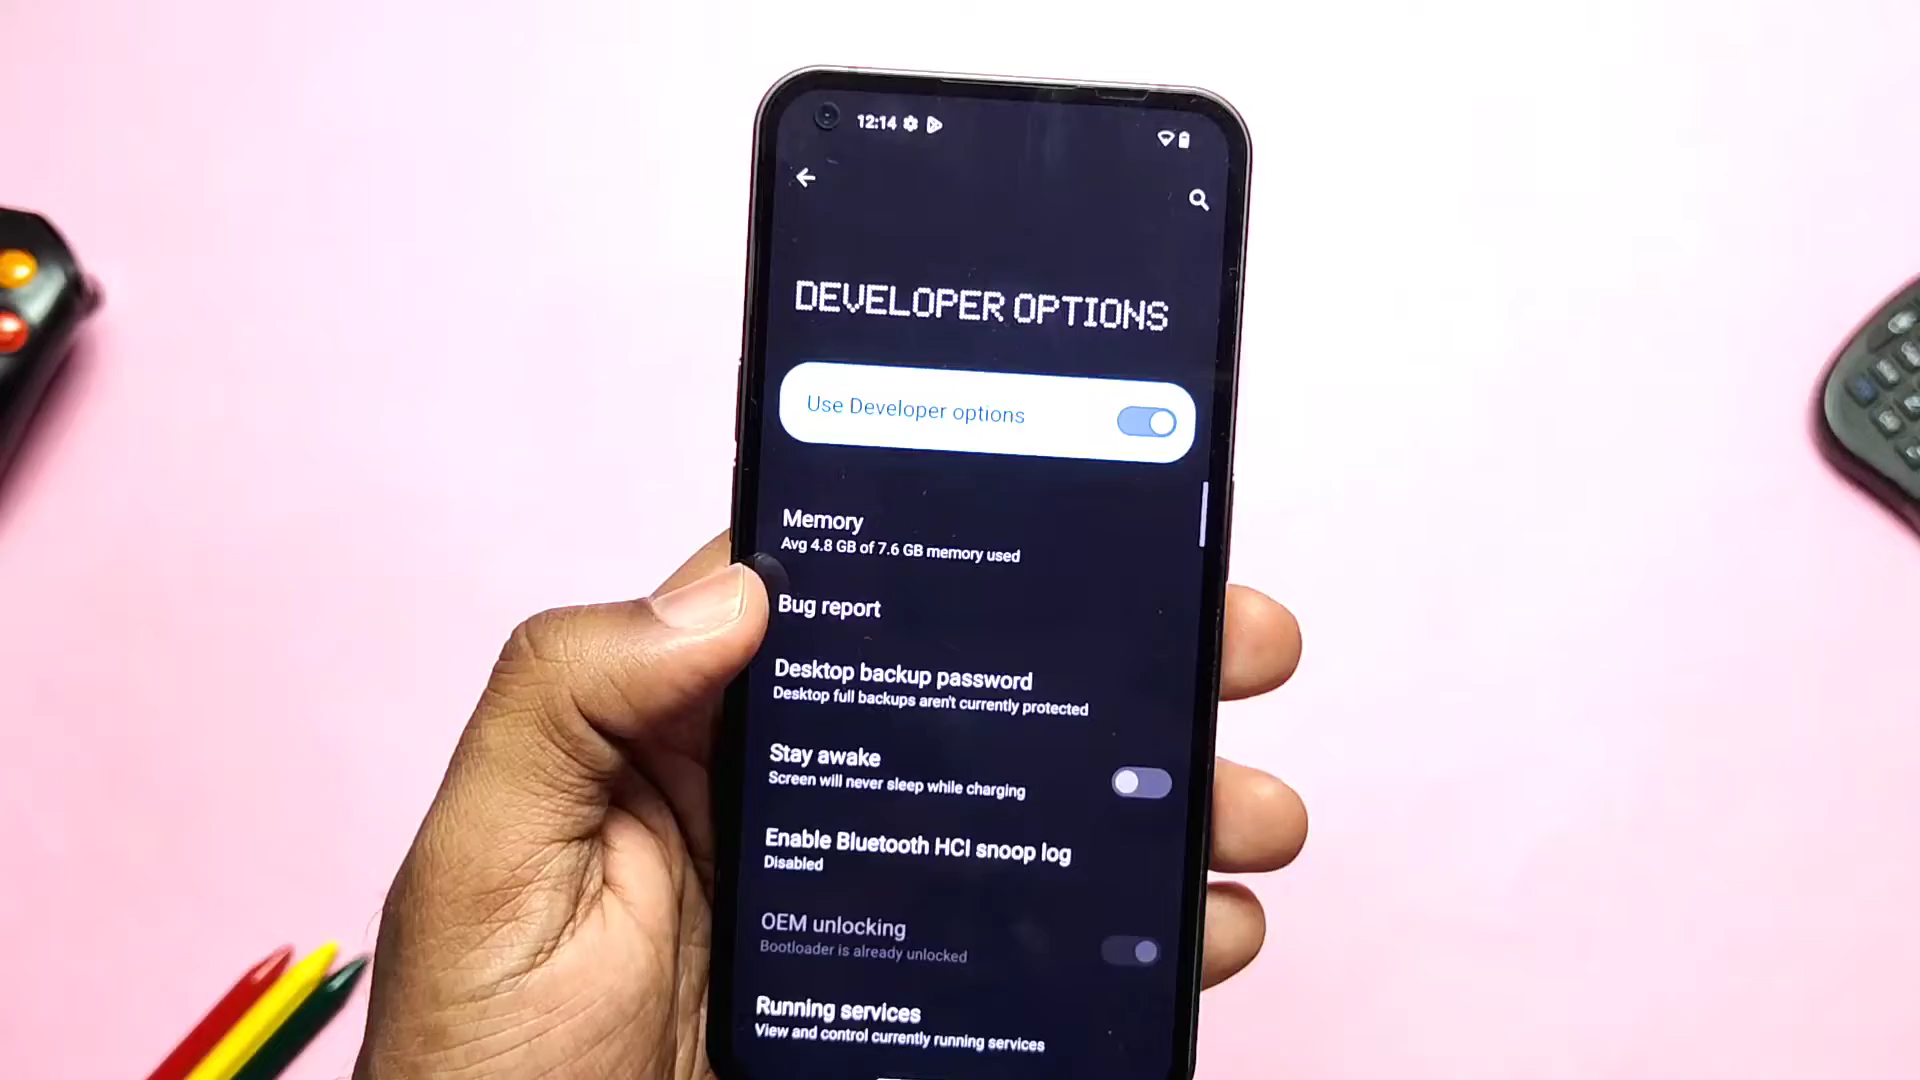 12:14
DEVELOPER OPTIONS
Use Developer options
Memory
Avg 4.8 GB of 7.6 GB memory used
Bug report
Desktop backup password
Desktop full backups aren't currently protected
Stay awake
Screen will never sleep while charging
Enable Bluetooth HCI snoop log
Disabled
OEM unlocking
Bootloader is already unlocked
Running services
View and control currently running services